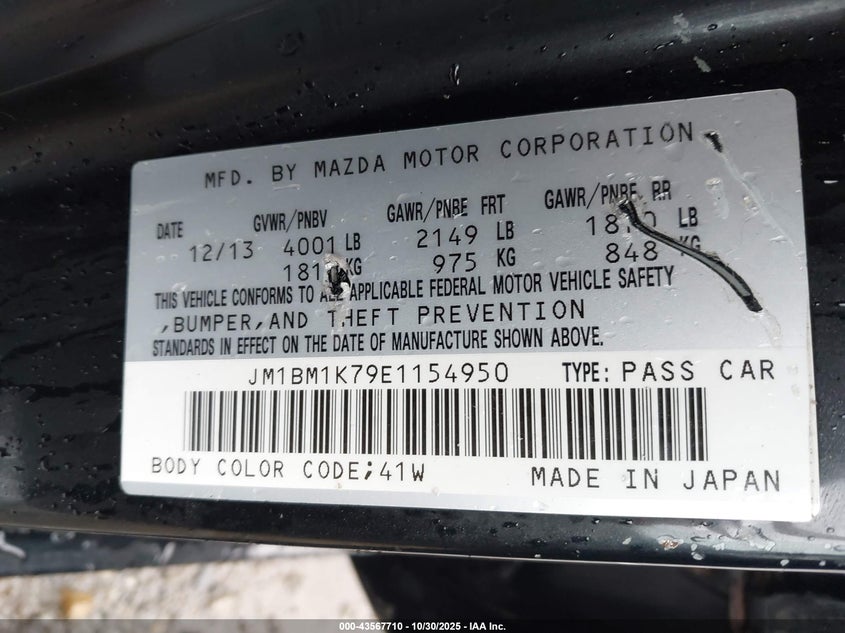 MFD. BY MAZDA MOTOR CORPORATION
DATE GVWR/PNBV GAWR/PNBE FRT GAWR/PNBE RR
12/13 4001 LB 2149 LB LB
KG 975 KG 848 KG
THIS VEHICLE CONFORMS TO ALL APPLICABLE FEDERAL MOTOR VEHICLE SAFETY
,BUMPER,AND THEFT PREVENTION
STANDARDS IN EFFECT ON THE DATE OF MANUFACTURE SHOWN ABOVE.
JM1BM1K79E1154950 TYPE: PASS CAR
BODY COLOR CODE;41W MADE IN JAPAN
000-43567710 - 10/30/2025 - IAA Inc.